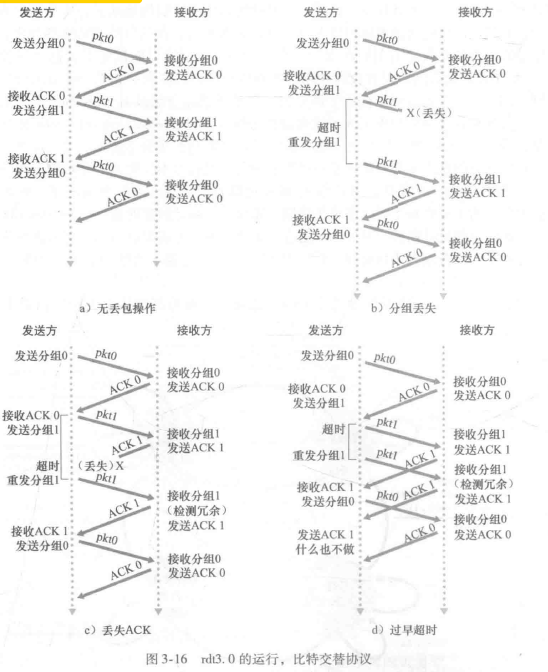 发送方 接收方
发送分组0 pkt0
接收分组0
ACK 0 发送ACK 0
接收ACK 0
发送分组1 pkt1
接收分组1
ACK 1 发送ACK 1
接收ACK 1
发送分组0 pkt0
接收分组0
ACK 0 发送ACK 0
a）无丢包操作
发送方 接收方
发送分组0 pkt0
接收分组0
ACK 0 发送ACK 0
接收ACK 0
发送分组1 pkt1
X（丢失）
超时
重发分组1
pkt1
接收分组1
ACK 1 发送ACK 1
接收ACK 1
发送分组0 pkt0
接收分组0
ACK 0 发送ACK 0
b）分组丢失
发送方 接收方
发送分组0 pkt0
接收分组0
ACK 0 发送ACK 0
接收ACK 0
发送分组1 pkt1
接收分组1
ACK 1 发送ACK 1
超时 （丢失）X
重发分组1 pkt1
接收分组1
ACK 1 （检测冗余）
发送ACK 1
接收ACK 1
发送分组0 pkt0
接收分组0
ACK 0 发送ACK 0
c）丢失ACK
发送方 接收方
发送分组0 pkt0
接收分组0
ACK 0 发送ACK 0
接收ACK 0
发送分组1 pkt1
超时
接收分组1
发送ACK 1
重发分组1 pkt1 ACK 1
接收分组1
（检测冗余）
接收ACK 1 ACK 1 发送ACK 1
发送分组0 pkt0
接收分组0
ACK 0 发送ACK 0
发送ACK 1
什么也不做
d）过早超时
图 3-16 rdt3. 0 的运行，比特交替协议